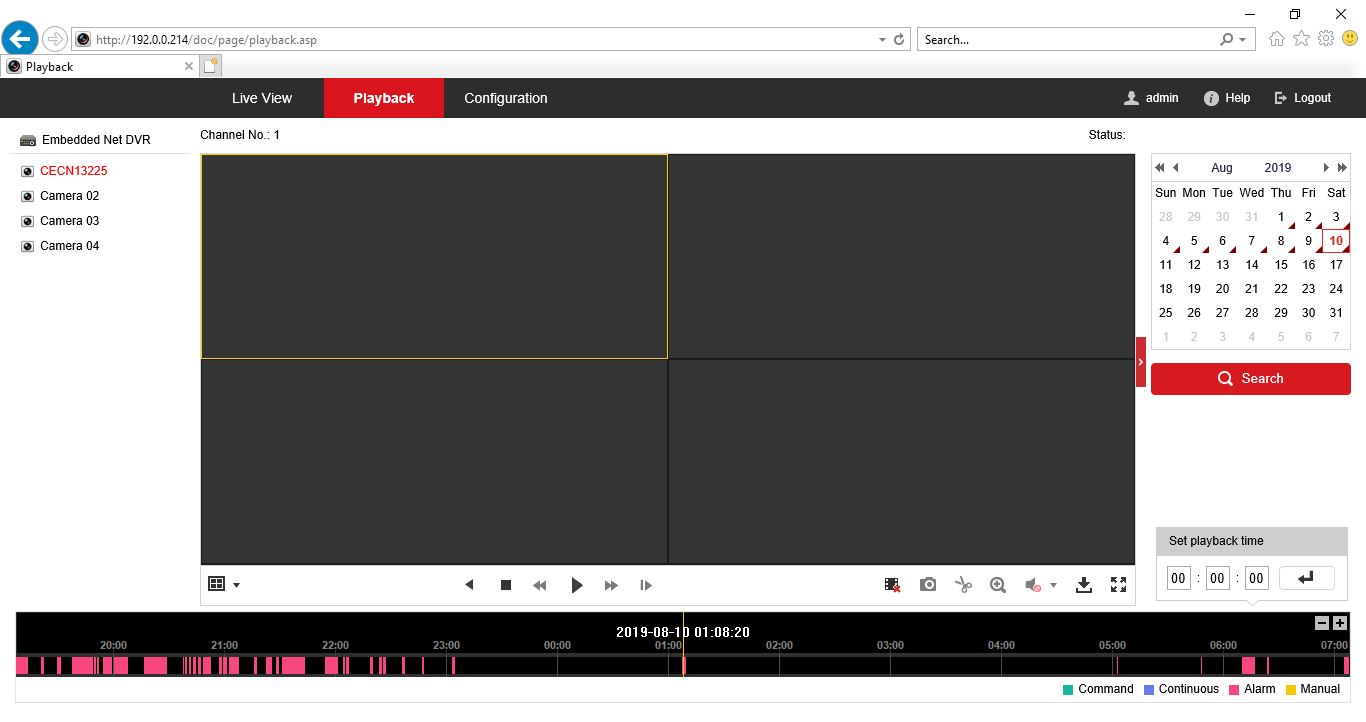 http://192.0.0.214/doc/page/playback.asp
Search...
Playback
Live View Playback Configuration admin Help Logout
Embedded Net DVR
CECN13225
Camera 02
Camera 03
Camera 04
Channel No.: 1
Status:
Aug 2019
Sun Mon Tue Wed Thu Fri Sat
28 29 30 31 1 2 3
4 5 6 7 8 9 10
11 12 13 14 15 16 17
18 19 20 21 22 23 24
25 26 27 28 29 30 31
1 2 3 4 5 6 7
Search
Set playback time
00 : 00 : 00
2019-08-10 01:08:20
20:00 21:00 22:00 23:00 00:00 01:00 02:00 03:00 04:00 05:00 06:00 07:00
Command Continuous Alarm Manual